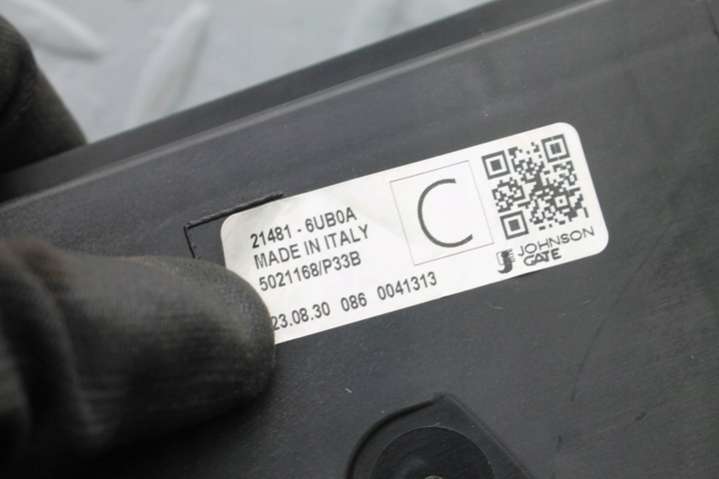 21481 - 6UB0A
MADE IN ITALY
5021168/P33B
23.08.30 086 0041313
C
JOHNSON
GATE